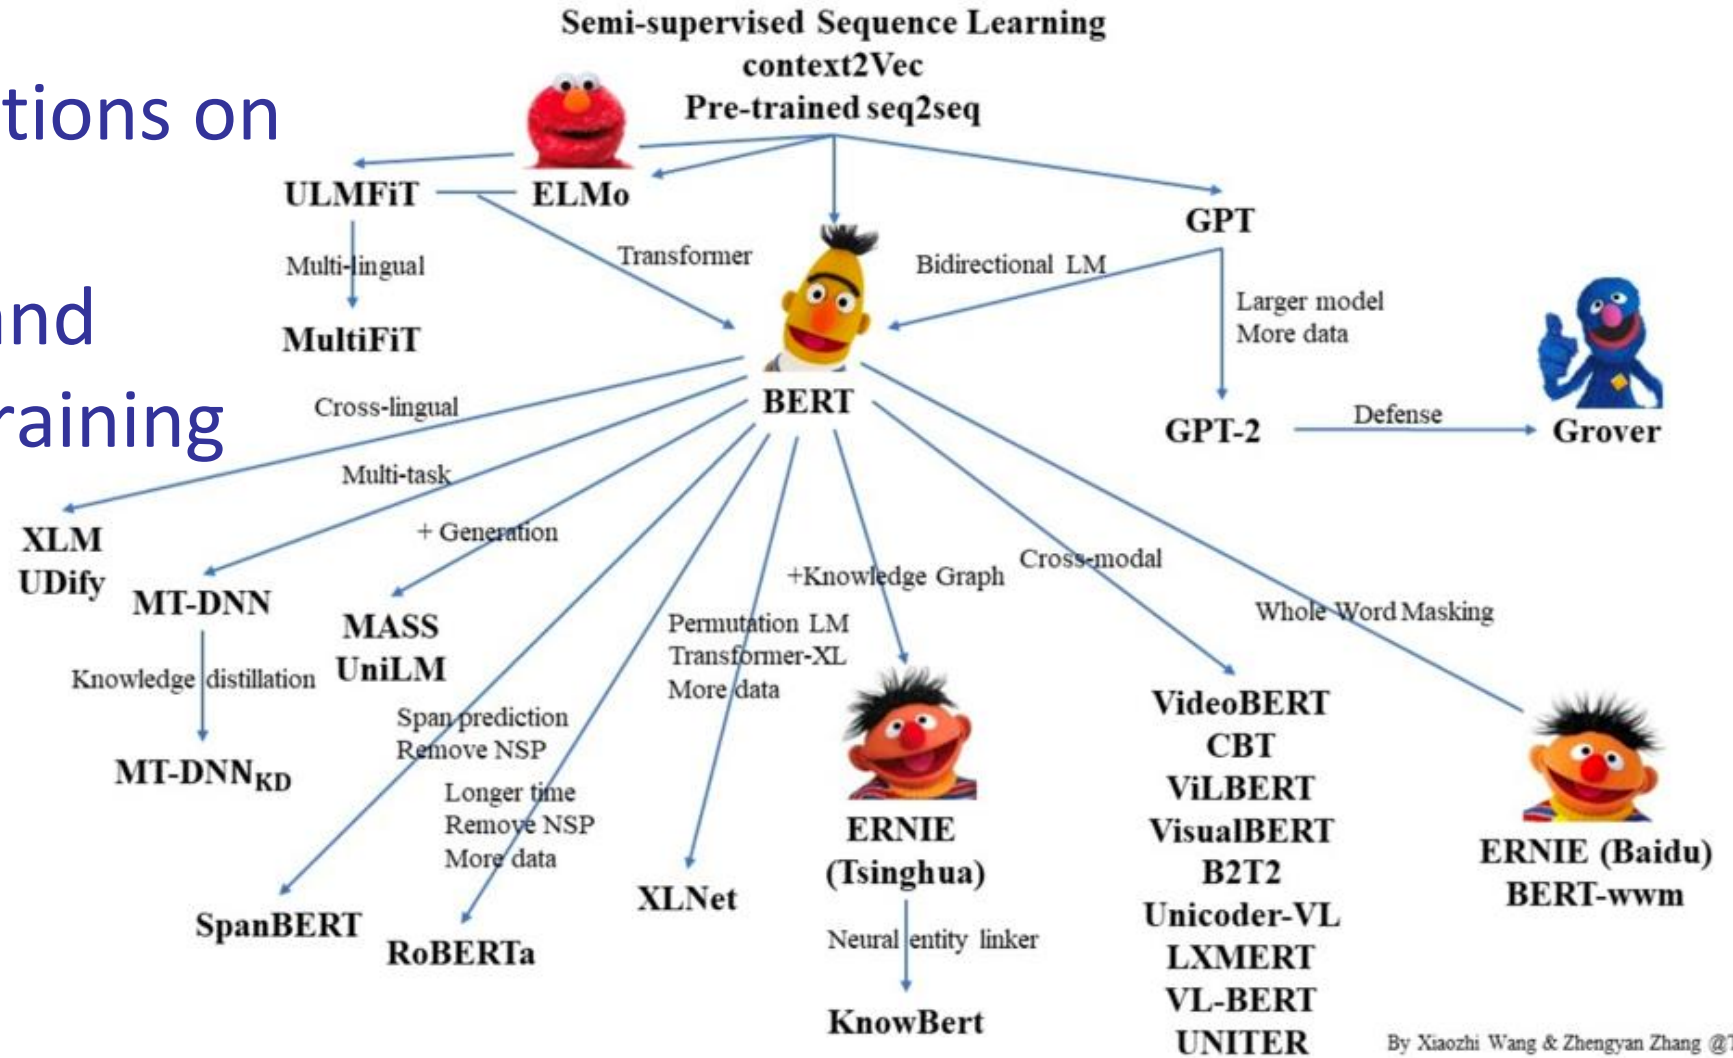 Semi-supervised Sequence Learning
context2Vec
Pre-trained seq2seq
tions on
and
raining
ULMFiT
ELMo
GPT
Multi-lingual
Transformer
Bidirectional LM
Larger model
More data
MultiFiT
BERT
Cross-lingual
GPT-2
Defense
Grover
Multi-task
+ Generation
XLM
UDify
MT-DNN
MASS
UniLM
+Knowledge Graph
Cross-modal
Whole Word Masking
Permutation LM
Transformer-XL
More data
Knowledge distillation
Span prediction
Remove NSP
MT-DNNKD
Longer time
Remove NSP
More data
SpanBERT
RoBERTa
XLNet
ERNIE
(Tsinghua)
Neural entity linker
KnowBert
VideoBERT
CBT
ViLBERT
VisualBERT
B2T2
Unicoder-VL
LXMERT
VL-BERT
UNITER
ERNIE (Baidu)
BERT-wwm
By Xiaozhi Wang & Zhengyan Zhang @T